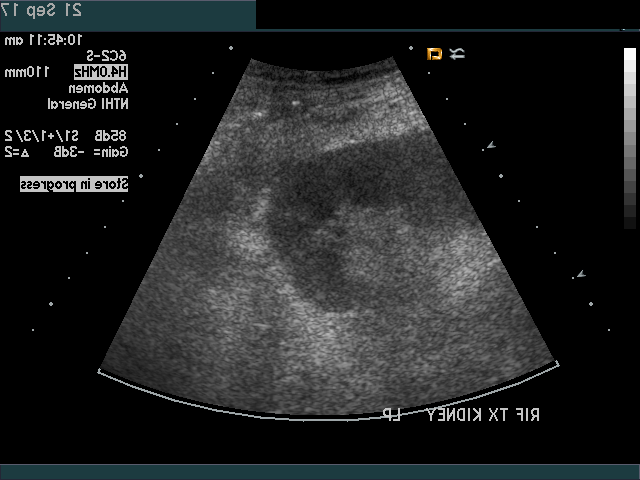 21 Sep 17
10:45:11 am
6C2-S
H4.0MHz 110mm
Abdomen
NTHI General
85dB S1/+1/3/2
Gain= -3dB Δ=2
Store in progress
RIF TX KIDNEY LP